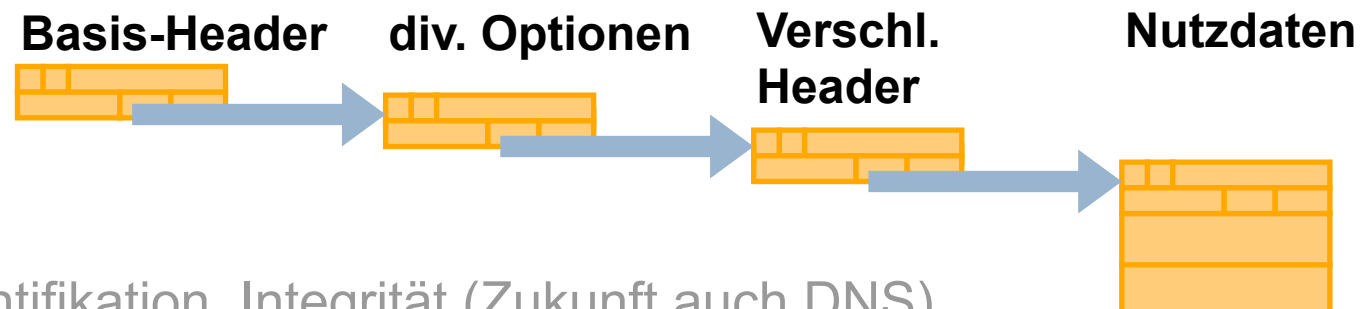 Basis-Header div. Optionen Verschl. Nutzdaten
Header
Integrität (Zukunft auch DNS)